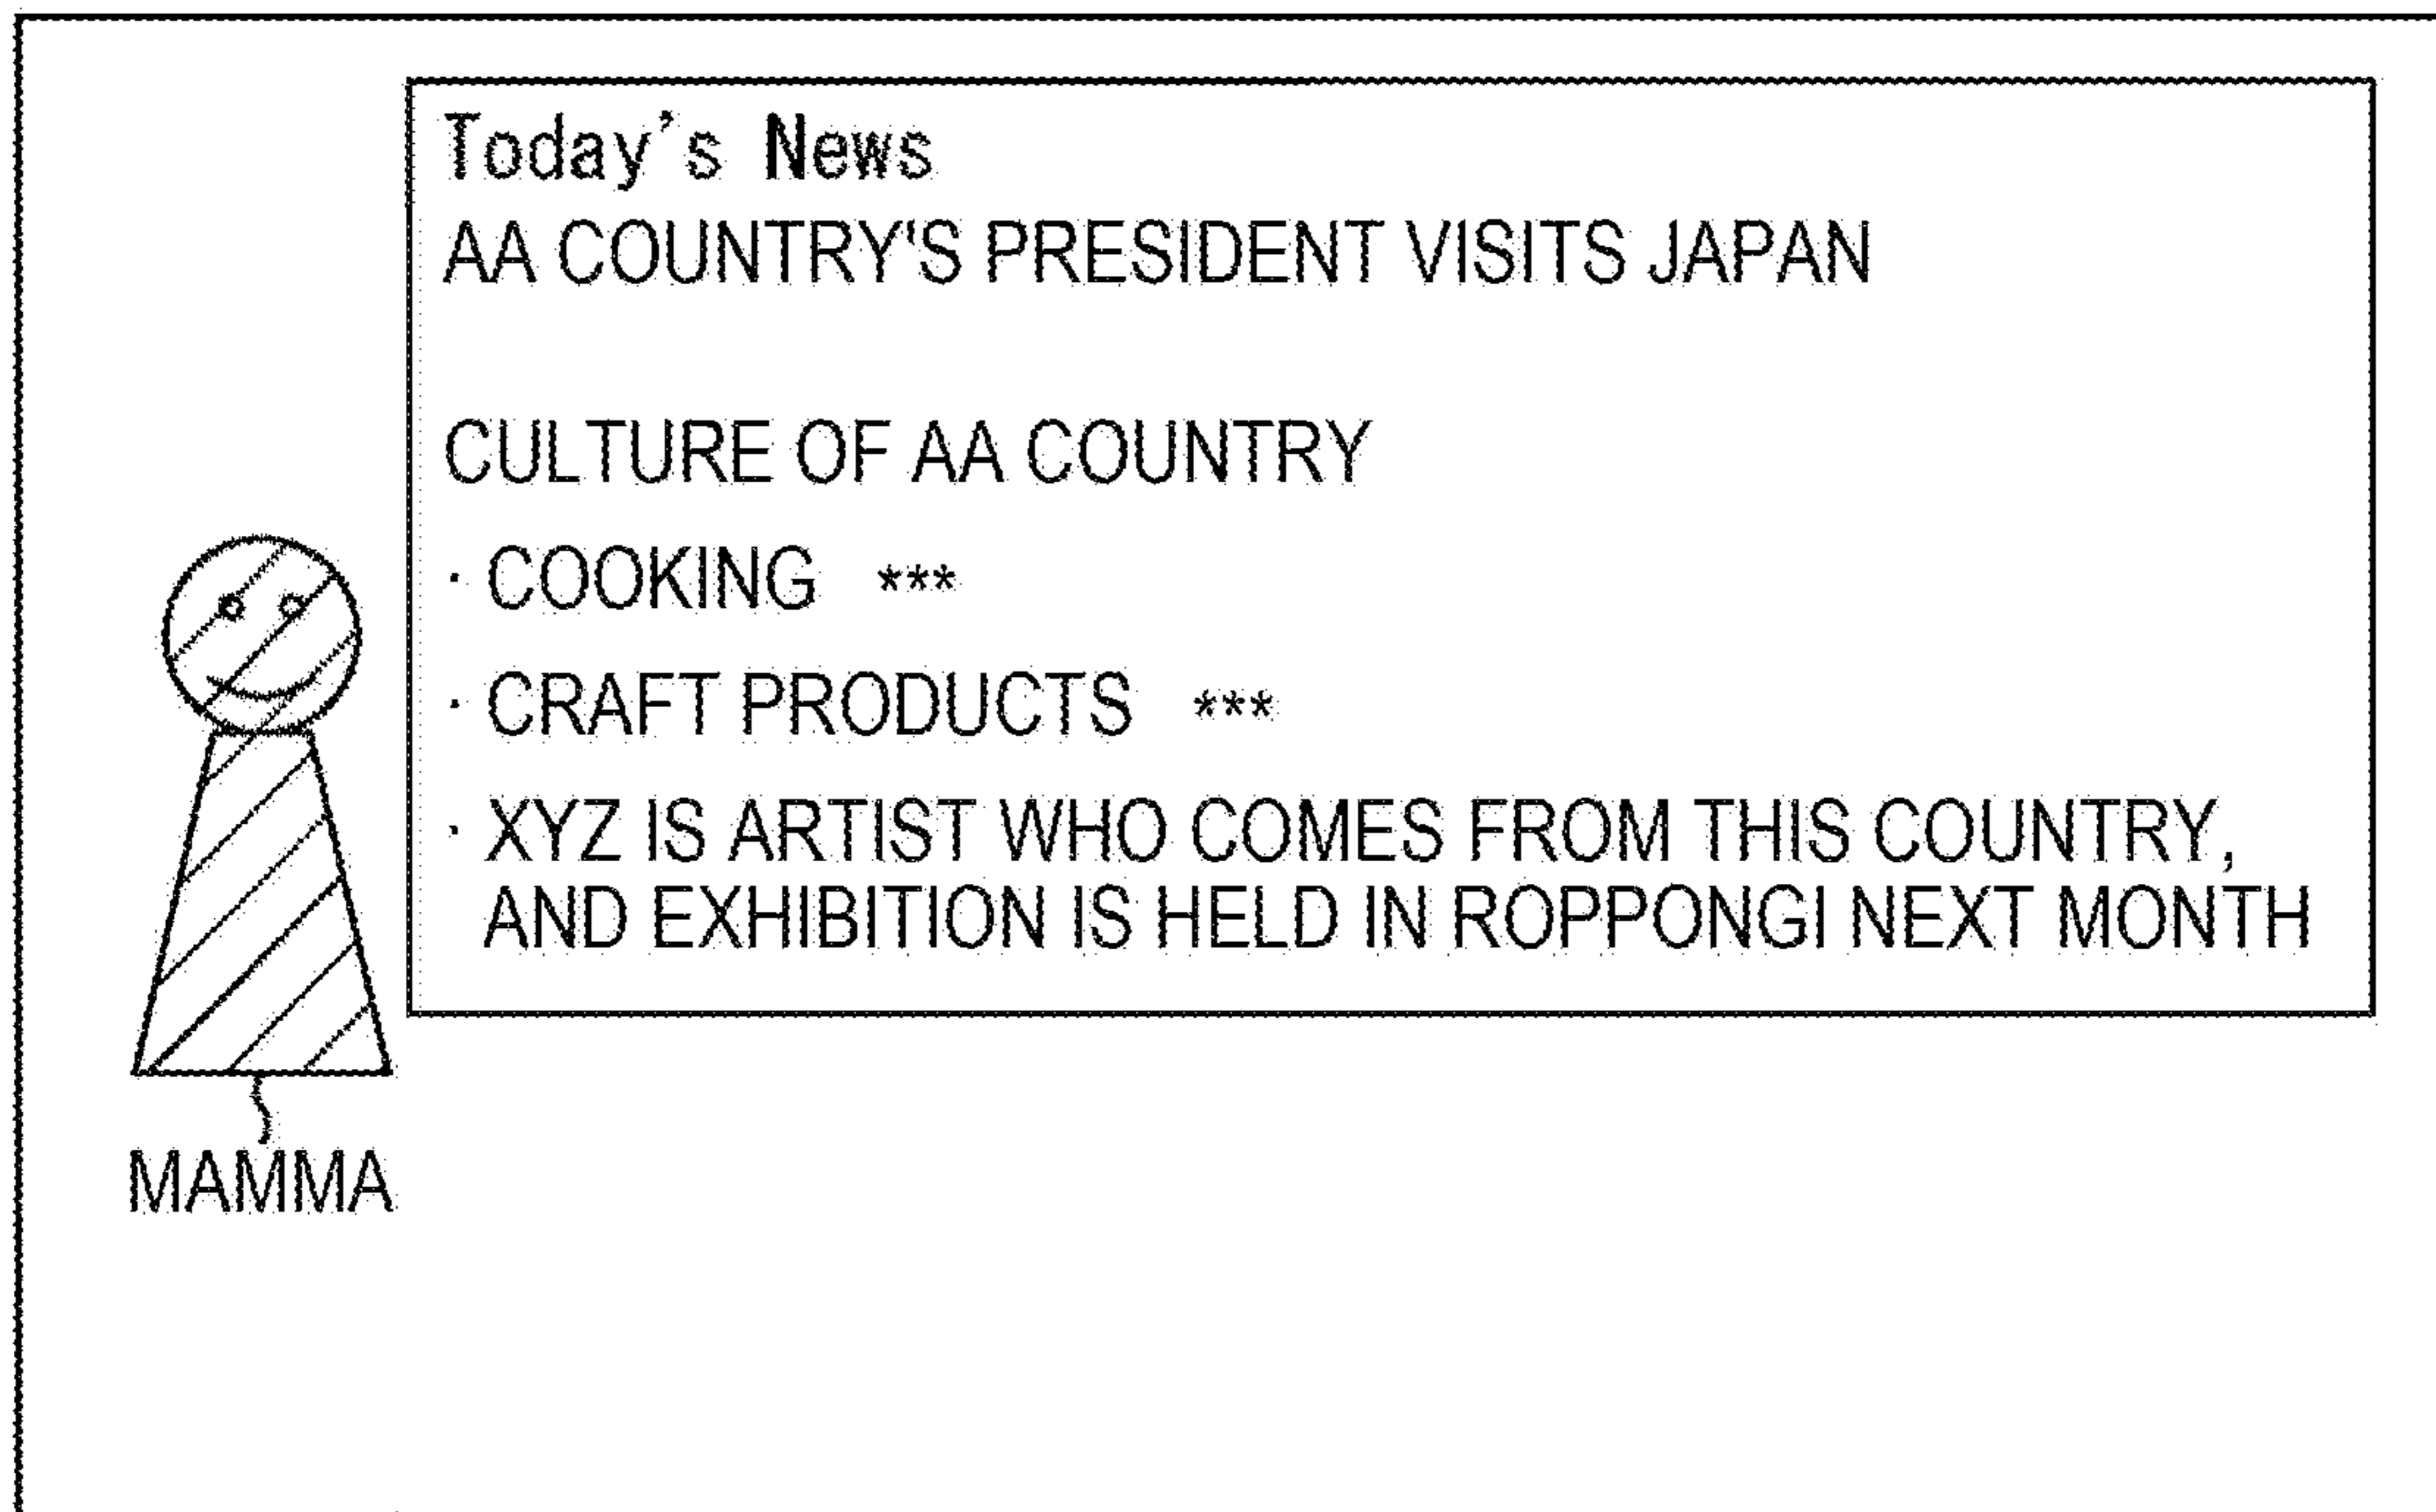 Today's News
AA COUNTRY'S PRESIDENT VISITS JAPAN
CULTURE OF AA COUNTRY
· COOKING ***
· CRAFT PRODUCTS ***
· XYZ IS ARTIST WHO COMES FROM THIS COUNTRY,
AND EXHIBITION IS HELD IN ROPPONGI NEXT MONTH
MAMMA